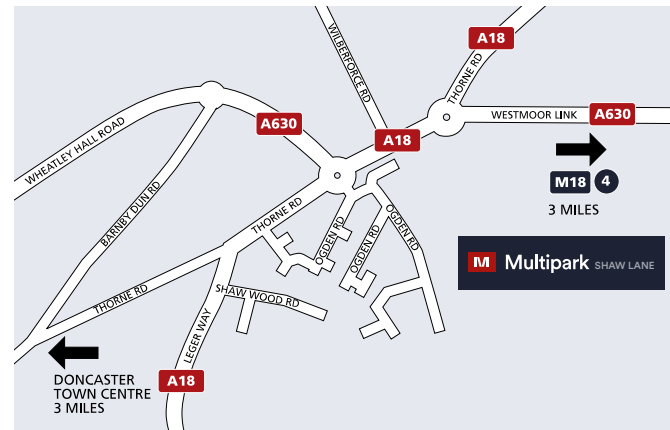 A18
WILBERFORCE RD
THORNE RD
WESTMOOR LINK
A630
A630
A18
WHEATLEY HALL ROAD
M18 4
3 MILES
BARNBY DUN RD
THORNE RD
OGDEN RD
OGDEN RD
OGDEN RD
M Multipark SHAW LANE
THORNE RD
SHAW WOOD RD
LEGER WAY
A18
DONCASTER
TOWN CENTRE
3 MILES